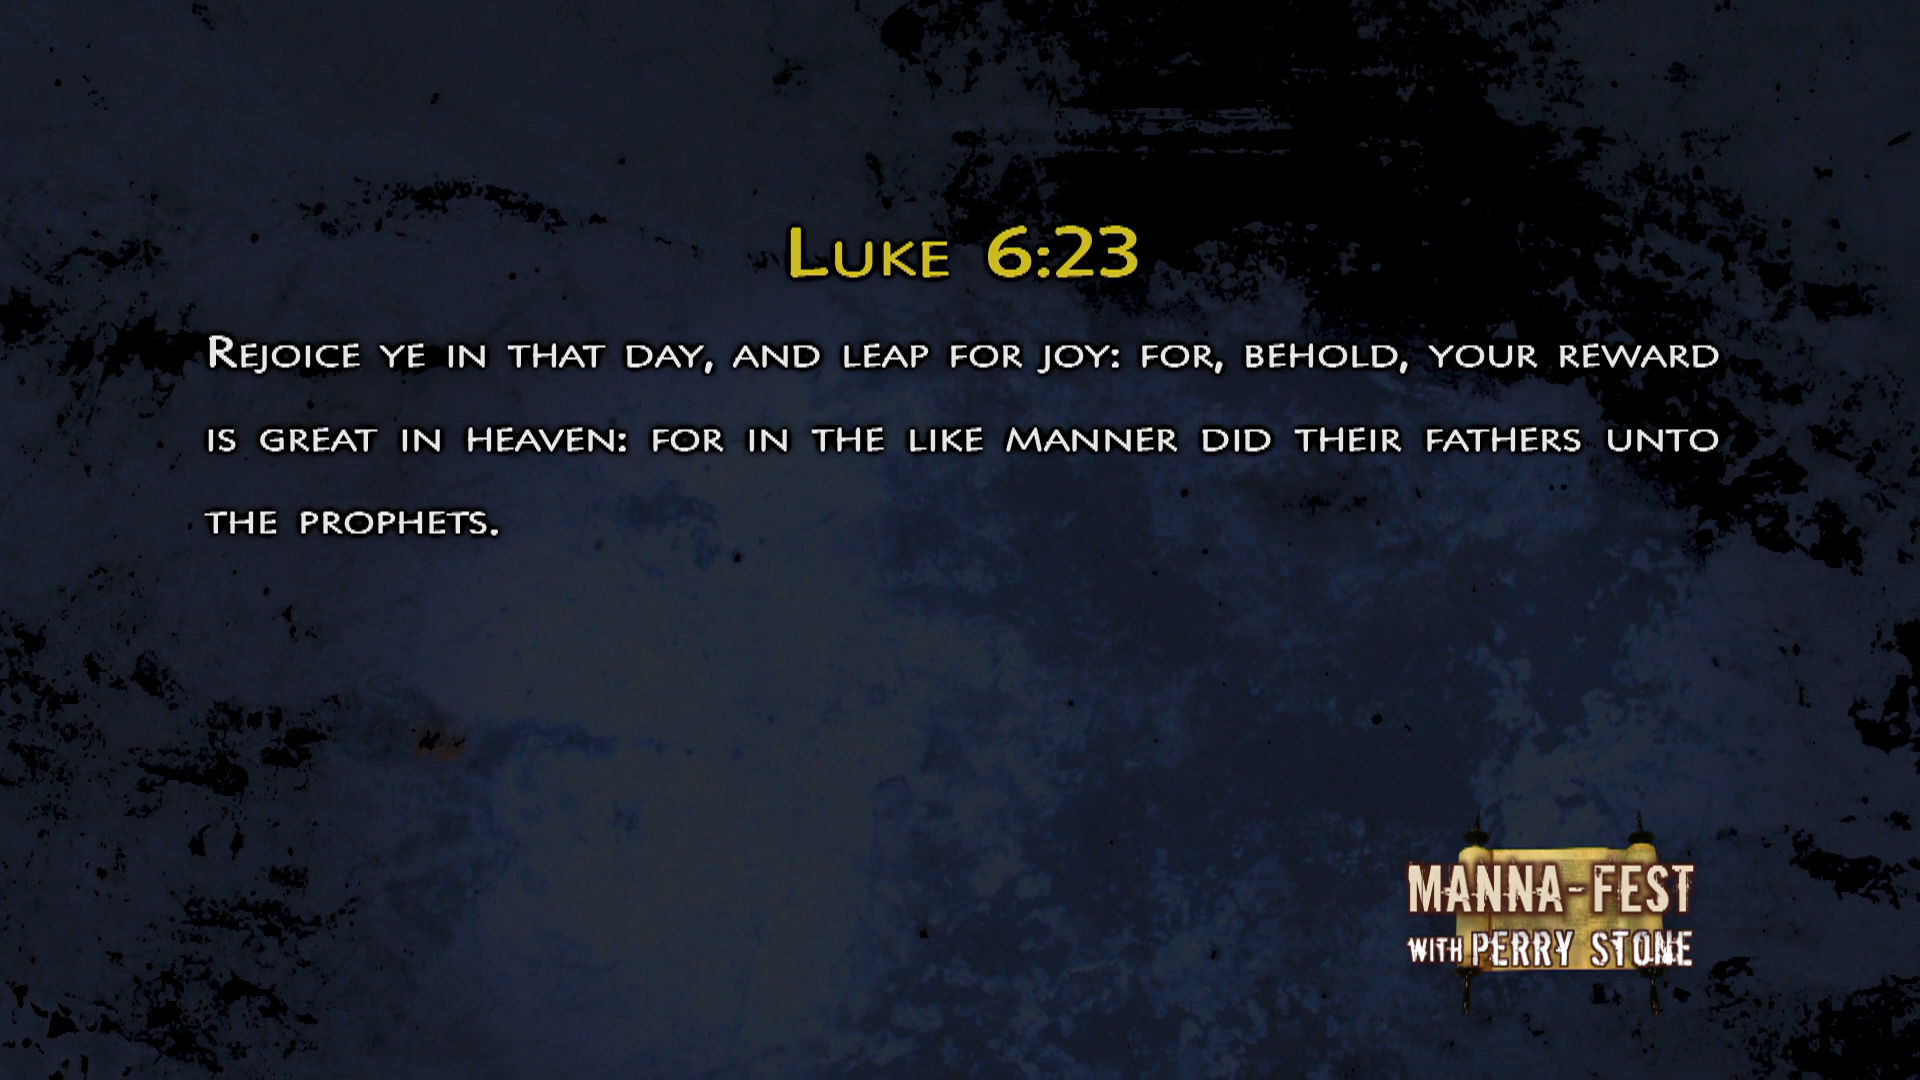 Luke 6:23
Rejoice ye in that day, and leap for joy: for, behold, your reward
is great in heaven: for in the like manner did their fathers unto
the prophets.
MANNA-FEST
WITH PERRY STONE